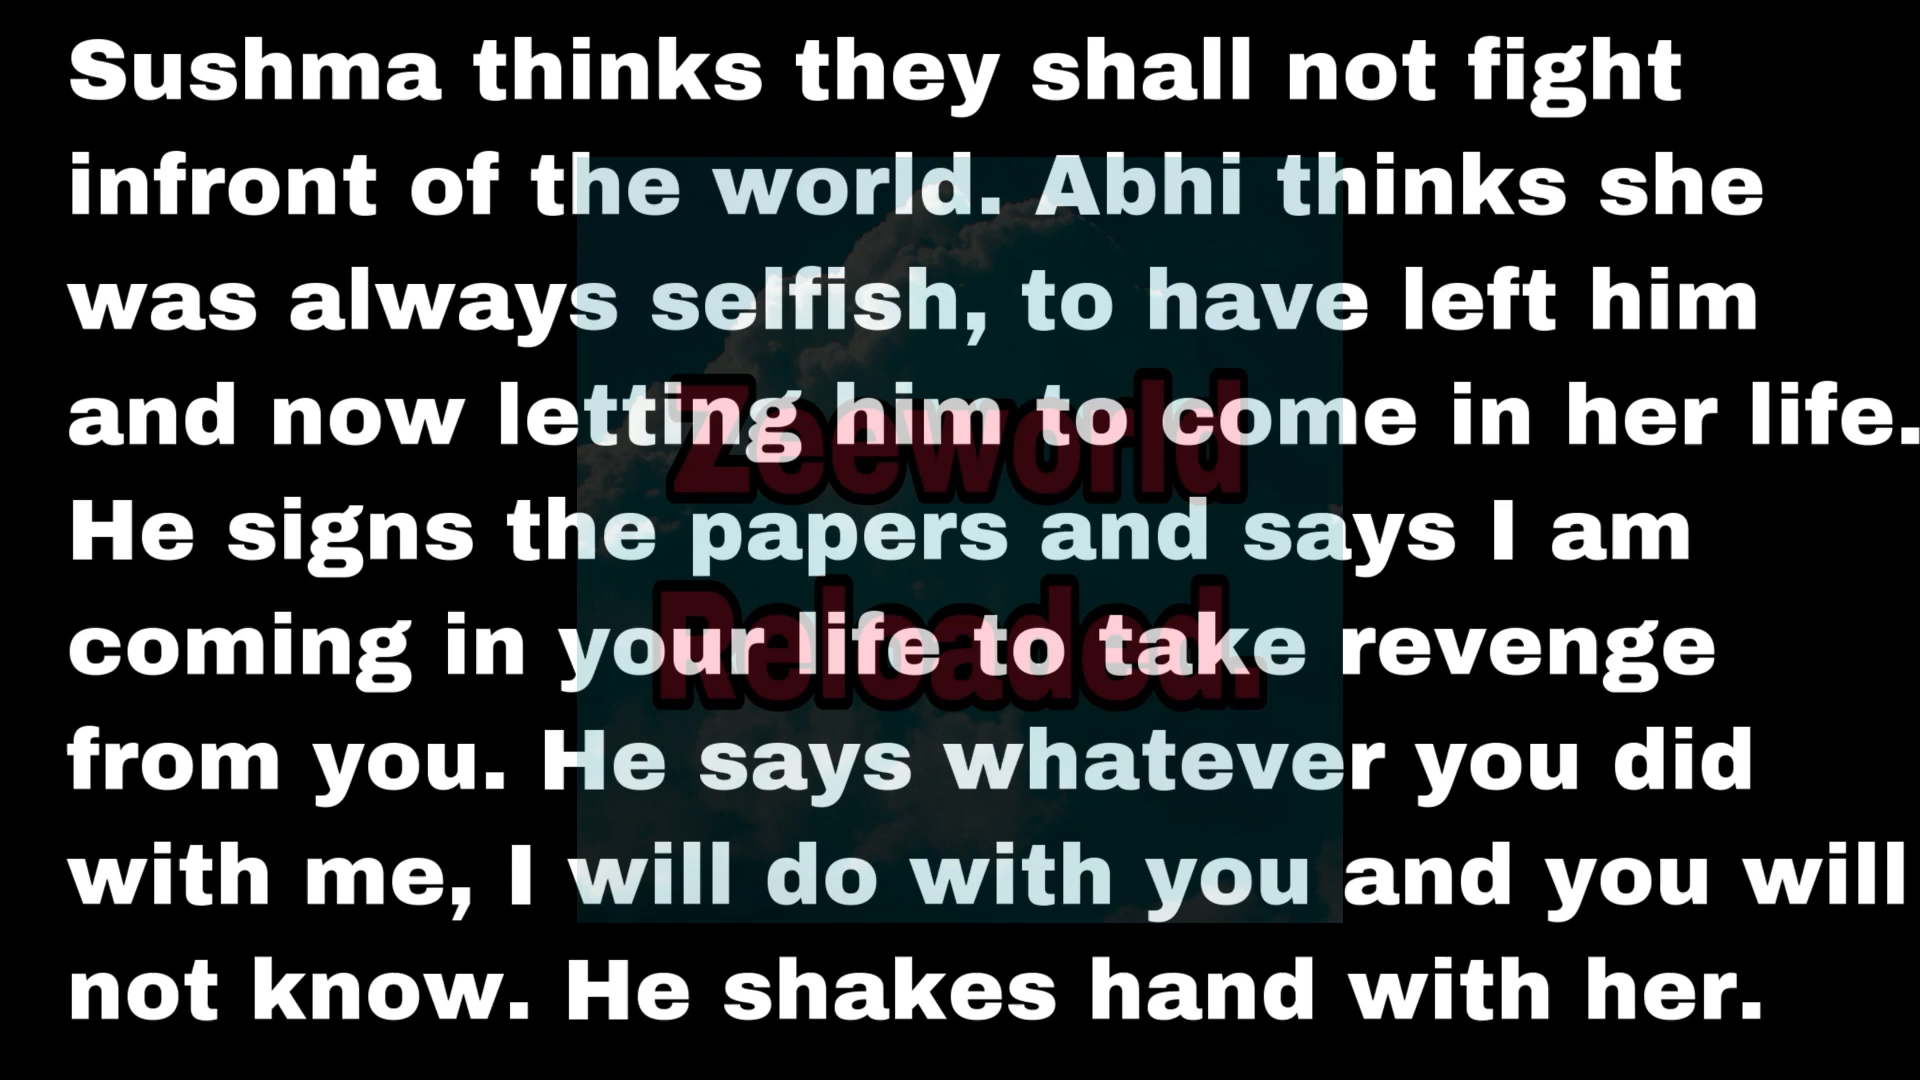 Sushma thinks they shall not fight
infront of the world. Abhi thinks she
was always selfish, to have left him
and now letting him to come in her life.
He signs the papers and says I am
coming in your life to take revenge
from you. He says whatever you did
with me, I will do with you and you will
not know. He shakes hand with her.
Zeeworld
Reloaded.